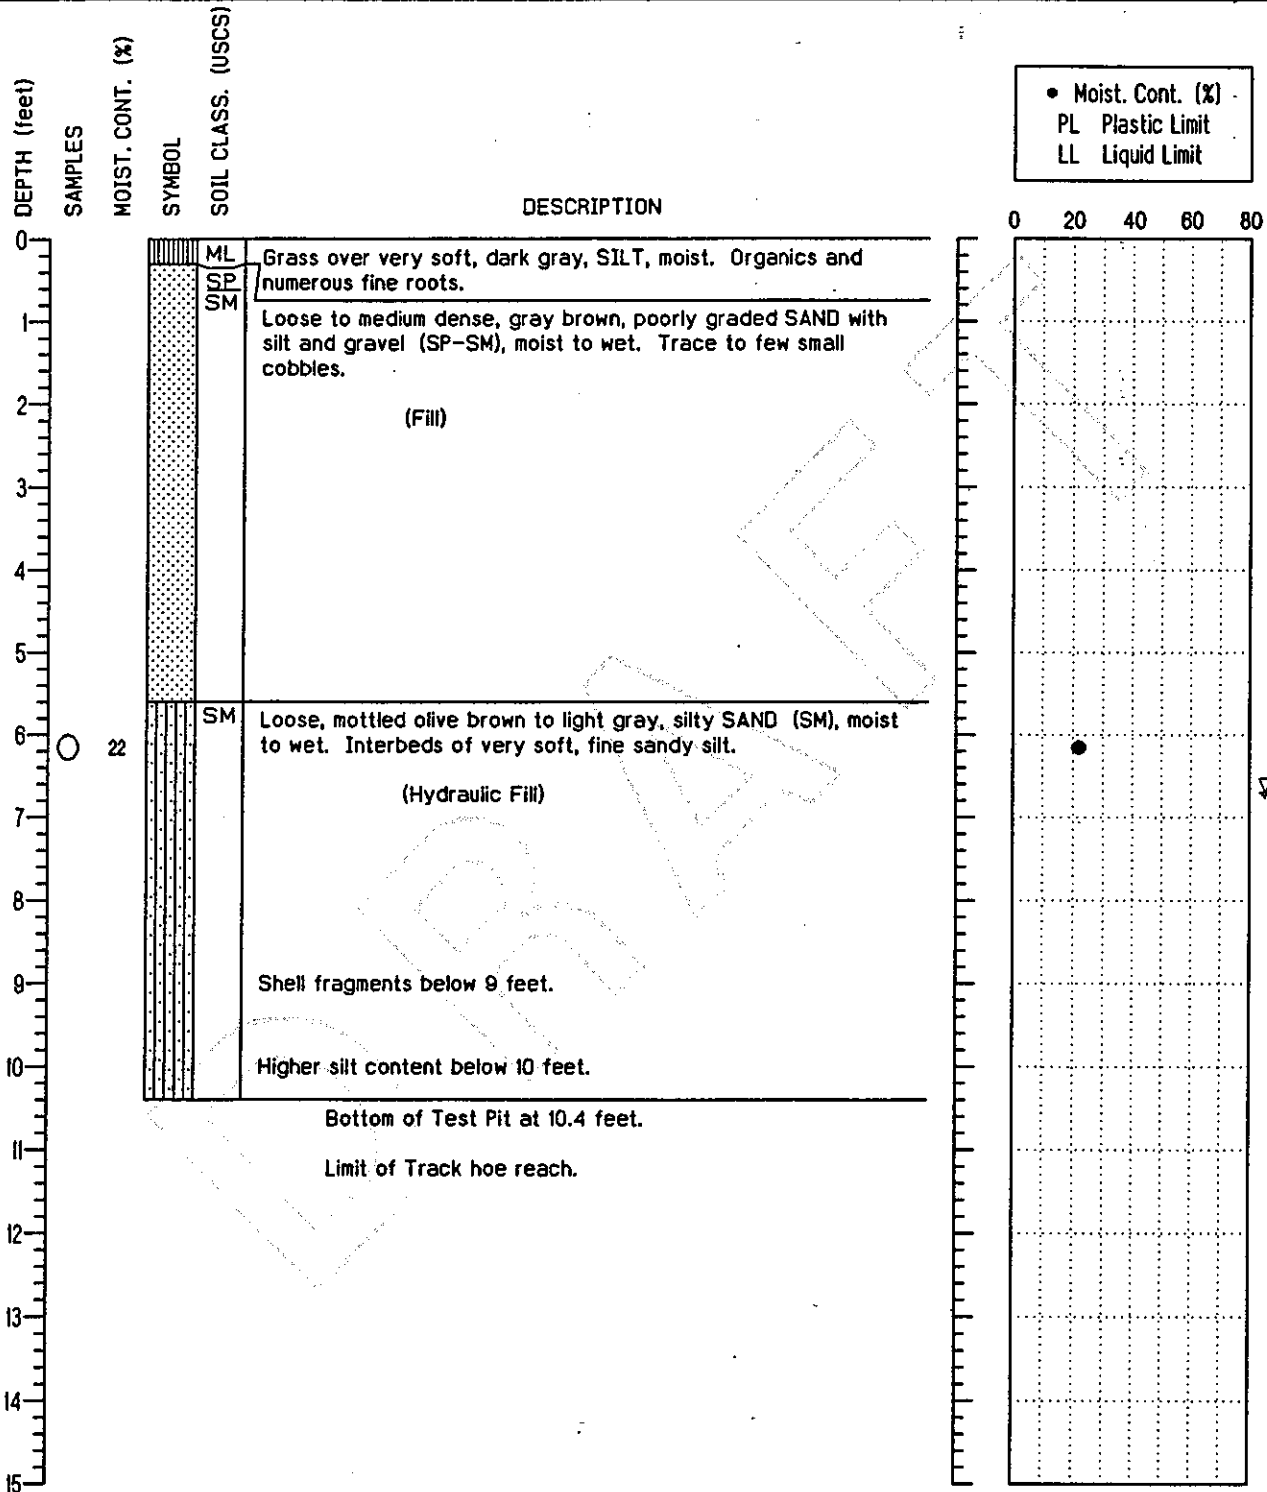 DEPTH (feet)
SAMPLES
MOIST. CONT. (%)
SYMBOL
SOIL CLASS. (USCS)
DESCRIPTION
● Moist. Cont. (%)
PL Plastic Limit
LL Liquid Limit
0 20 40 60 80
0
ML
Grass over very soft, dark gray, SILT, moist. Organics and
numerous fine roots.
SP
SM
1
Loose to medium dense, gray brown, poorly graded SAND with
silt and gravel (SP-SM), moist to wet. Trace to few small
cobbles.
2
(Fill)
3
4
5
SM
Loose, mottled olive brown to light gray, silty SAND (SM), moist
to wet. Interbeds of very soft, fine sandy silt.
6
22
(Hydraulic Fill)
7
8
9
Shell fragments below 9 feet.
10
Higher silt content below 10 feet.
Bottom of Test Pit at 10.4 feet.
11
Limit of Track hoe reach.
12
13
14
15
DRAFT